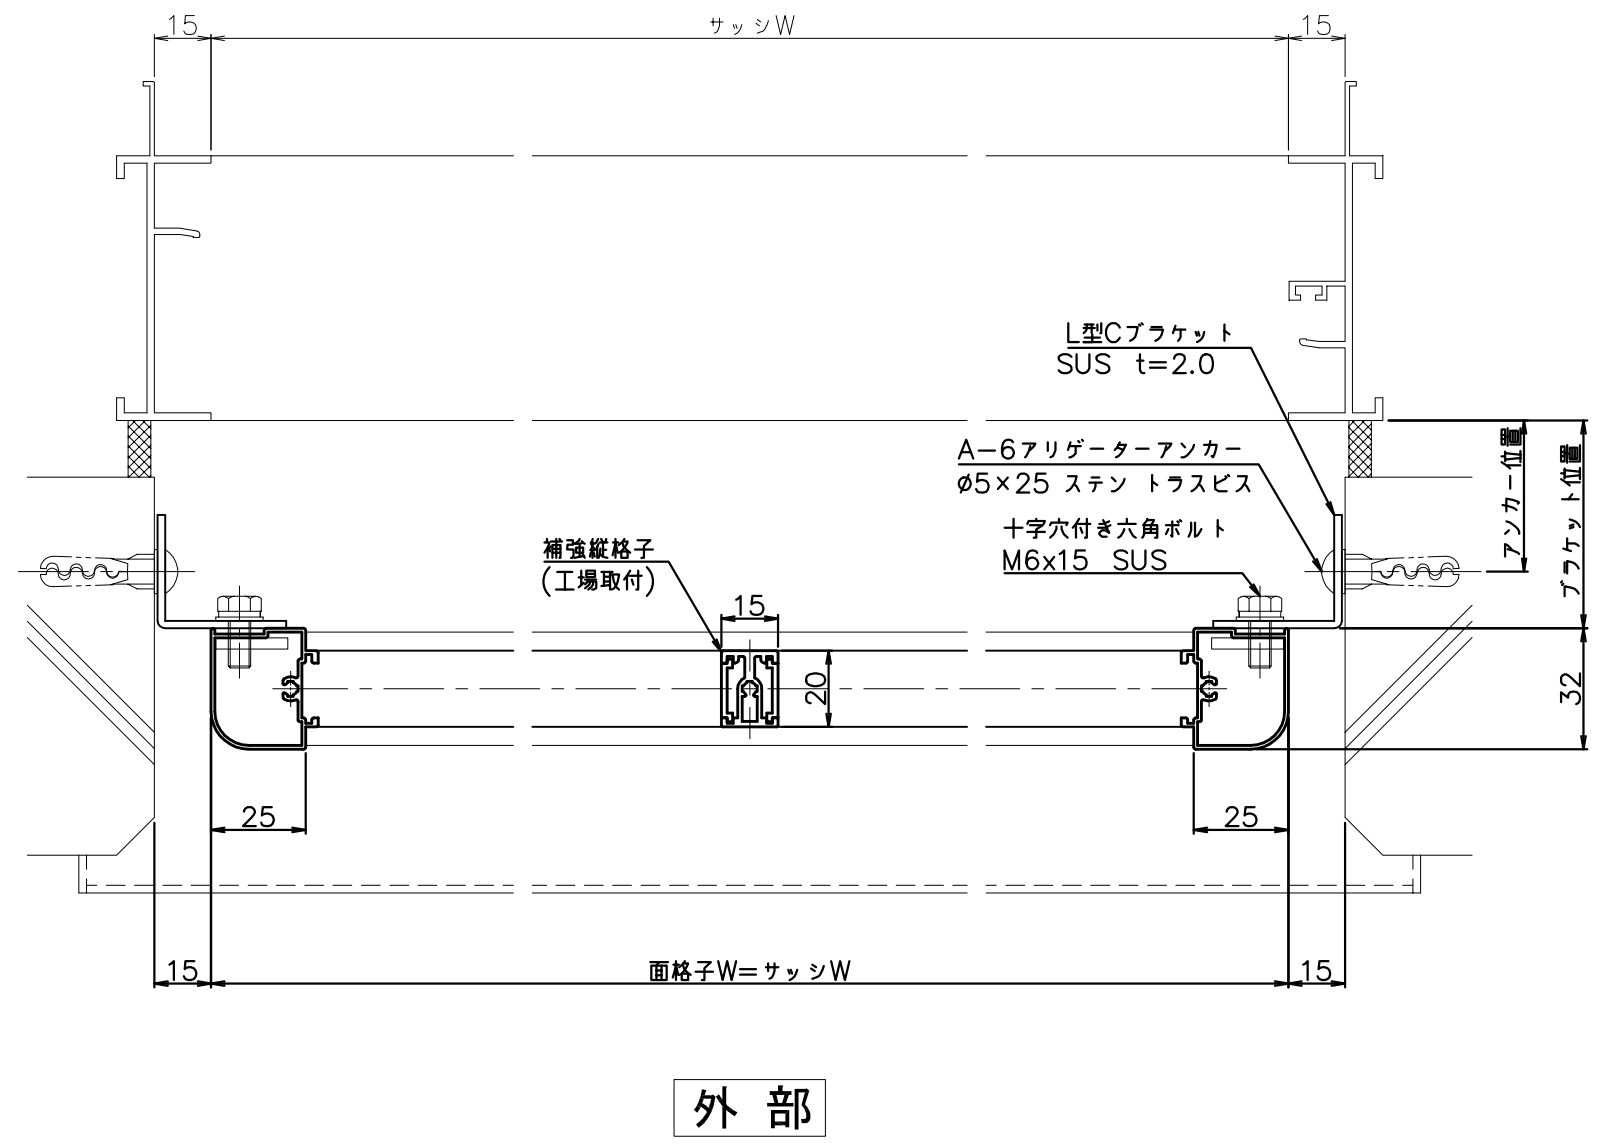 15
サッシW
15
L型Cブラケット
SUS t=2.0
A−6アリゲーターアンカー
φ5×25 ステン トラスビス
十字穴付き六角ボルト
M6x15 SUS
アンカー位置
ブラケット位置
補強縦格子
(工場取付)
15
20
32
25
25
15
面格子W=サッシW
15
外部